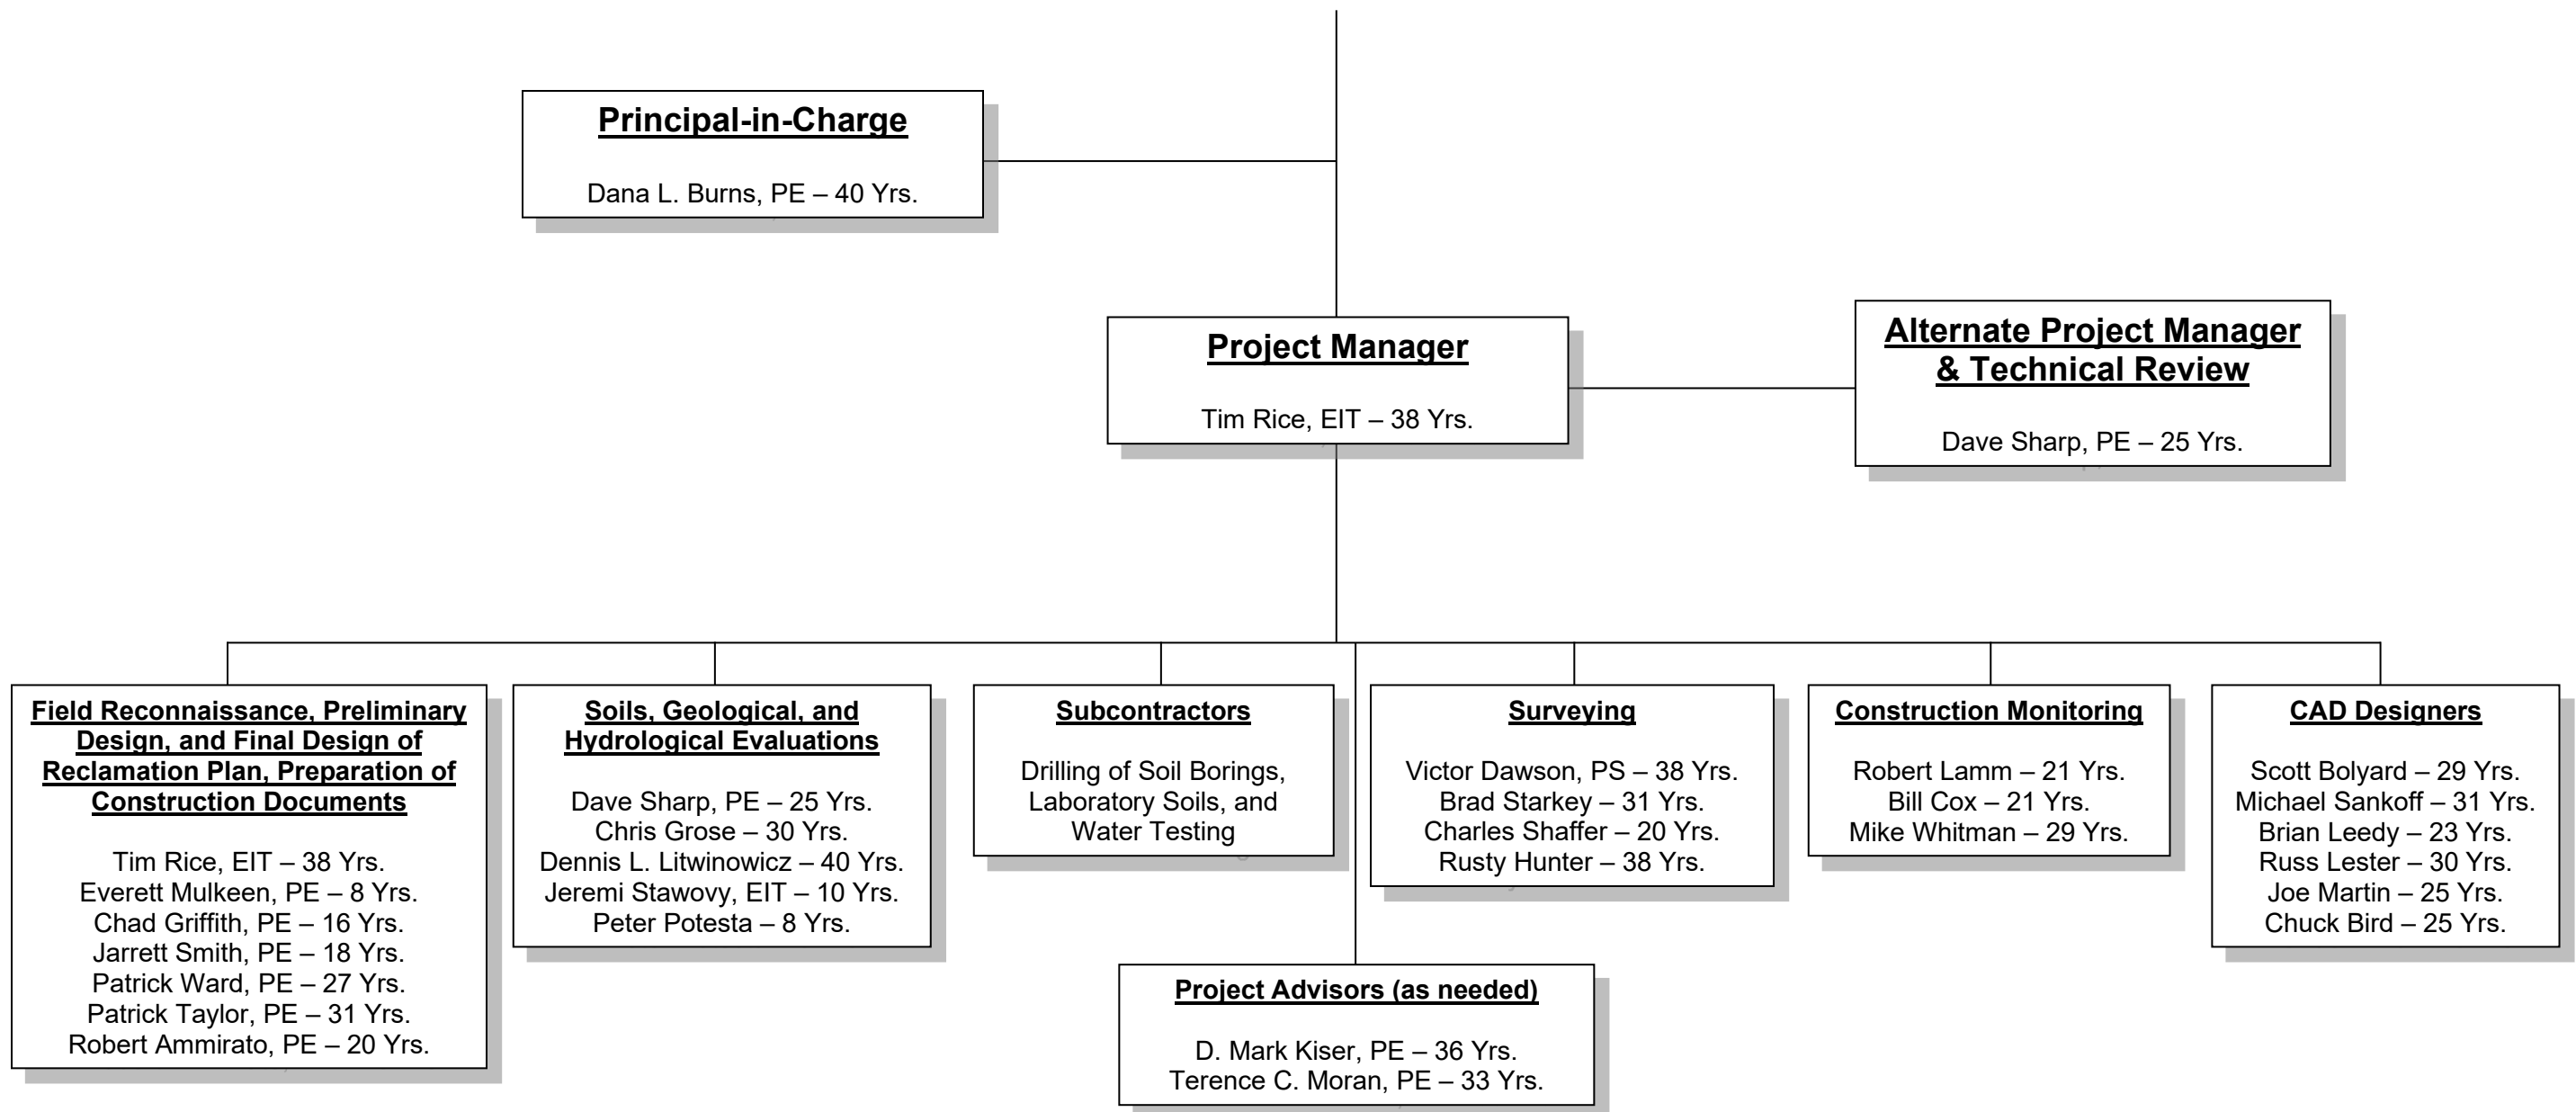 Principal-in-Charge
Dana L. Burns, PE – 40 Yrs.
Project Manager
Tim Rice, EIT – 38 Yrs.
Alternate Project Manager
& Technical Review
Dave Sharp, PE – 25 Yrs.
Field Reconnaissance, Preliminary
Design, and Final Design of
Reclamation Plan, Preparation of
Construction Documents
Tim Rice, EIT – 38 Yrs.
Everett Mulkeen, PE – 8 Yrs.
Chad Griffith, PE – 16 Yrs.
Jarrett Smith, PE – 18 Yrs.
Patrick Ward, PE – 27 Yrs.
Patrick Taylor, PE – 31 Yrs.
Robert Ammirato, PE – 20 Yrs.
Soils, Geological, and
Hydrological Evaluations
Dave Sharp, PE – 25 Yrs.
Chris Grose – 30 Yrs.
Dennis L. Litwinowicz – 40 Yrs.
Jeremi Stawovy, EIT – 10 Yrs.
Peter Potesta – 8 Yrs.
Subcontractors
Drilling of Soil Borings,
Laboratory Soils, and
Water Testing
Surveying
Victor Dawson, PS – 38 Yrs.
Brad Starkey – 31 Yrs.
Charles Shaffer – 20 Yrs.
Rusty Hunter – 38 Yrs.
Construction Monitoring
Robert Lamm – 21 Yrs.
Bill Cox – 21 Yrs.
Mike Whitman – 29 Yrs.
CAD Designers
Scott Bolyard – 29 Yrs.
Michael Sankoff – 31 Yrs.
Brian Leedy – 23 Yrs.
Russ Lester – 30 Yrs.
Joe Martin – 25 Yrs.
Chuck Bird – 25 Yrs.
Project Advisors (as needed)
D. Mark Kiser, PE – 36 Yrs.
Terence C. Moran, PE – 33 Yrs.